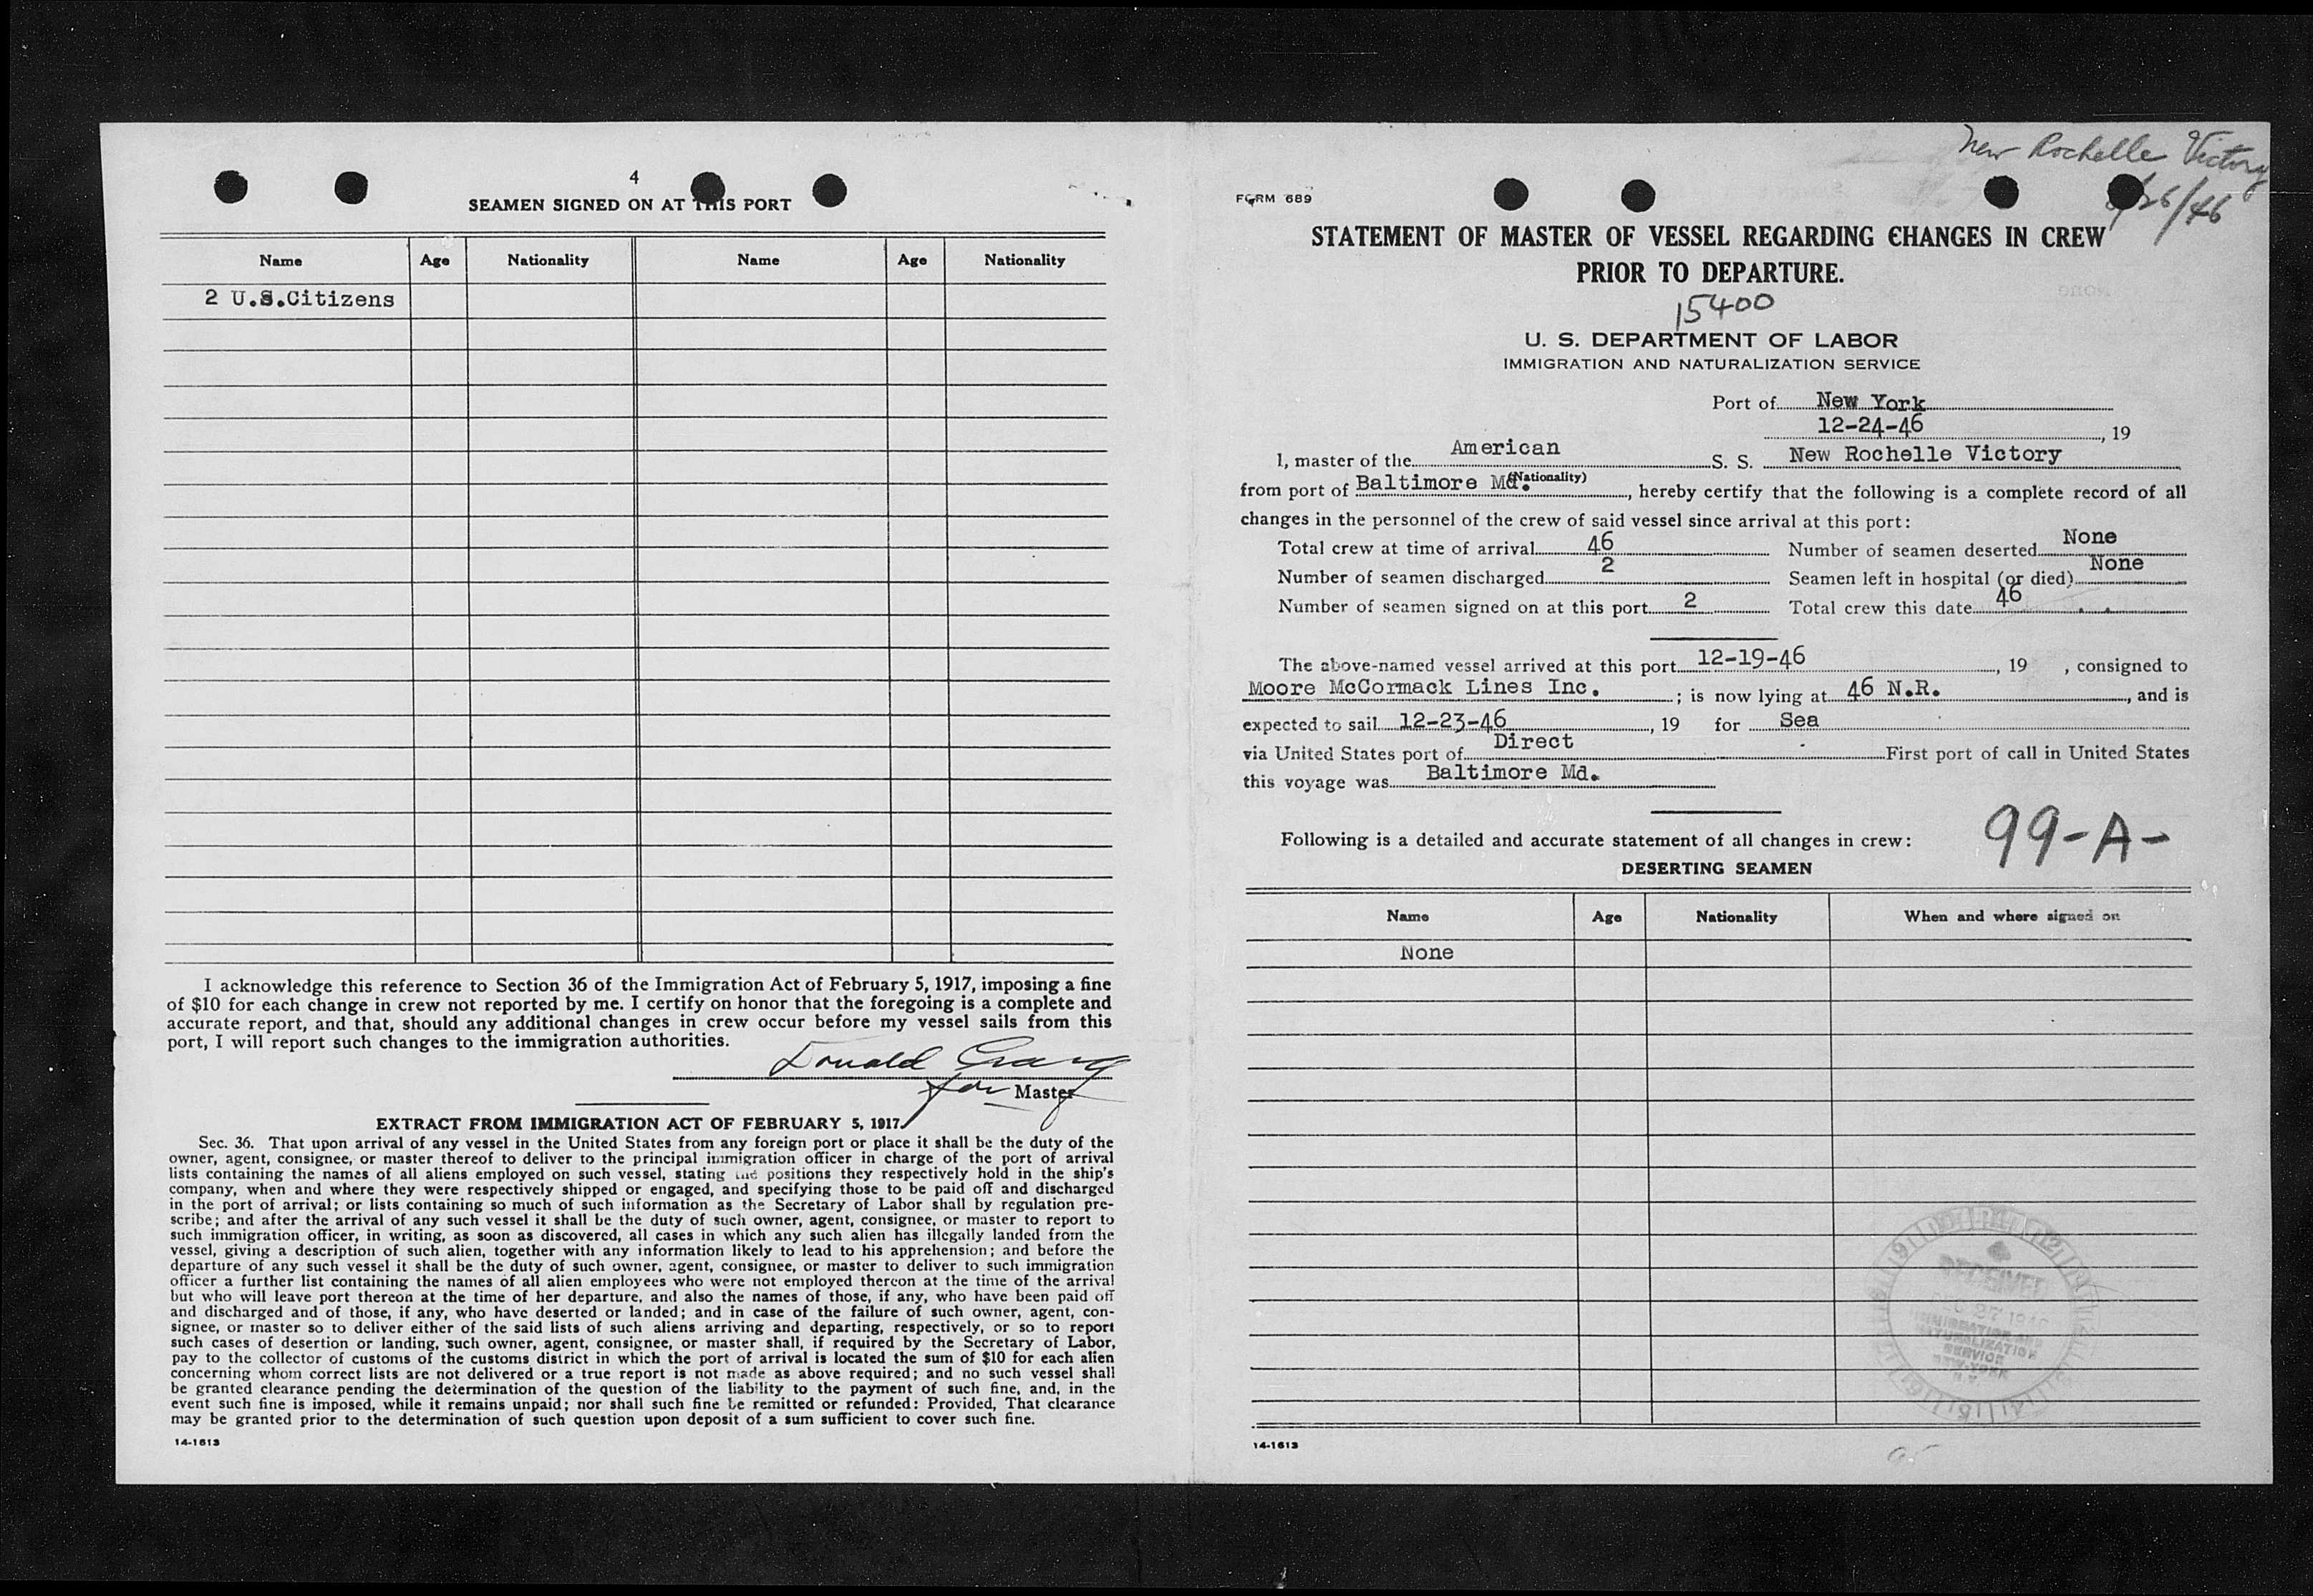 4
SEAMEN SIGNED ON AT THIS PORT
Name Age Nationality Name Age Nationality
2 U.S.Citizens
I acknowledge this reference to Section 36 of the Immigration Act of February 5, 1917, imposing a fine
of $10 for each change in crew not reported by me. I certify on honor that the foregoing is a complete and
accurate report, and that, should any additional changes in crew occur before my vessel sails from this
port, I will report such changes to the immigration authorities.
Donald
for Master
EXTRACT FROM IMMIGRATION ACT OF FEBRUARY 5, 1917.
Sec. 36. That upon arrival of any vessel in the United States from any foreign port or place it shall be the duty of the
owner, agent, consignee, or master thereof to deliver to the principal immigration officer in charge of the port of arrival
lists containing the names of all aliens employed on such vessel, stating the positions they respectively hold in the ship's
company, when and where they were respectively shipped or engaged, and specifying those to be paid off and discharged
in the port of arrival; or lists containing so much of such information as the Secretary of Labor shall by regulation pre-
scribe; and after the arrival of any such vessel it shall be the duty of such owner, agent, consignee, or master to report to
such immigration officer, in writing, as soon as discovered, all cases in which any such alien has illegally landed from the
vessel, giving a description of such alien, together with any information likely to lead to his apprehension; and before the
departure of any such vessel it shall be the duty of such owner, agent, consignee, or master to deliver to such immigration
officer a further list containing the names of all alien employees who were not employed thereon at the time of the arrival
but who will leave port thereon at the time of her departure, and also the names of those, if any, who have been paid off
and discharged and of those, if any, who have deserted or landed; and in case of the failure of such owner, agent, con-
signee, or master so to deliver either of the said lists of such aliens arriving and departing, respectively, or so to report
such cases of desertion or landing, such owner, agent, consignee, or master shall, if required by the Secretary of Labor,
pay to the collector of customs of the customs district in which the port of arrival is located the sum of $10 for each alien
concerning whom correct lists are not delivered or a true report is not made as above required; and no such vessel shall
be granted clearance pending the determination of the question of the liability to the payment of such fine, and, in the
event such fine is imposed, while it remains unpaid; nor shall such fine be remitted or refunded: Provided, That clearance
may be granted prior to the determination of such question upon deposit of a sum sufficient to cover such fine.
14-1613
New Rochelle Victory
/26/46
FORM 689
STATEMENT OF MASTER OF VESSEL REGARDING CHANGES IN CREW
PRIOR TO DEPARTURE.
15400
U. S. DEPARTMENT OF LABOR
IMMIGRATION AND NATURALIZATION SERVICE
Port of New York
12-24-46, 19
I, master of the American S. S. New Rochelle Victory
(Nationality)
from port of Baltimore Md., hereby certify that the following is a complete record of all
changes in the personnel of the crew of said vessel since arrival at this port:
Total crew at time of arrival 46 Number of seamen deserted None
Number of seamen discharged 2 Seamen left in hospital (or died) None
Number of seamen signed on at this port 2 Total crew this date 46
The above-named vessel arrived at this port 12-19-46, 19 , consigned to
Moore McCormack Lines Inc. ; is now lying at 46 N.R., and is
expected to sail 12-23-46, 19 for Sea
via United States port of Direct First port of call in United States
this voyage was Baltimore Md.
99-A-
Following is a detailed and accurate statement of all changes in crew:
DESERTING SEAMEN
Name Age Nationality When and where signed on
None
RECEIVED
DEC 27 1946
IMMIGRATION AND
NATURALIZATION
SERVICE
NEW YORK
N.Y.
14-1613